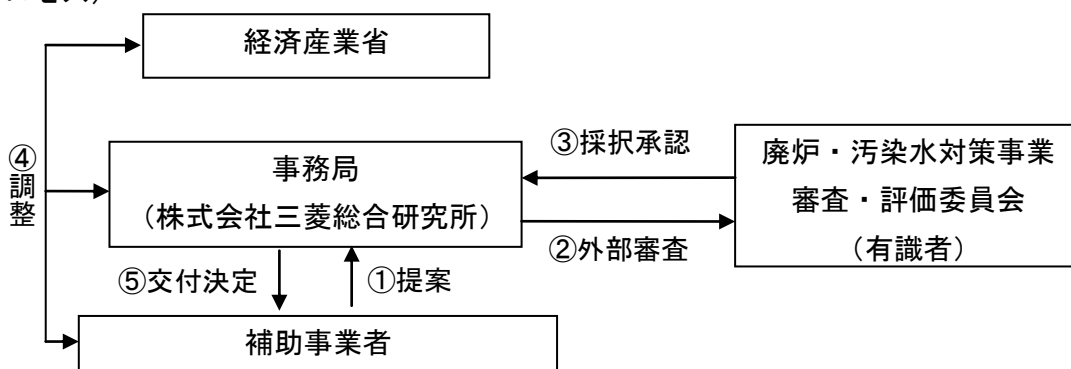 経済産業省
④調整
事務局
（株式会社三菱総合研究所）
③採択承認
②外部審査
廃炉・汚染水対策事業
審査・評価委員会
（有識者）
⑤交付決定
①提案
補助事業者